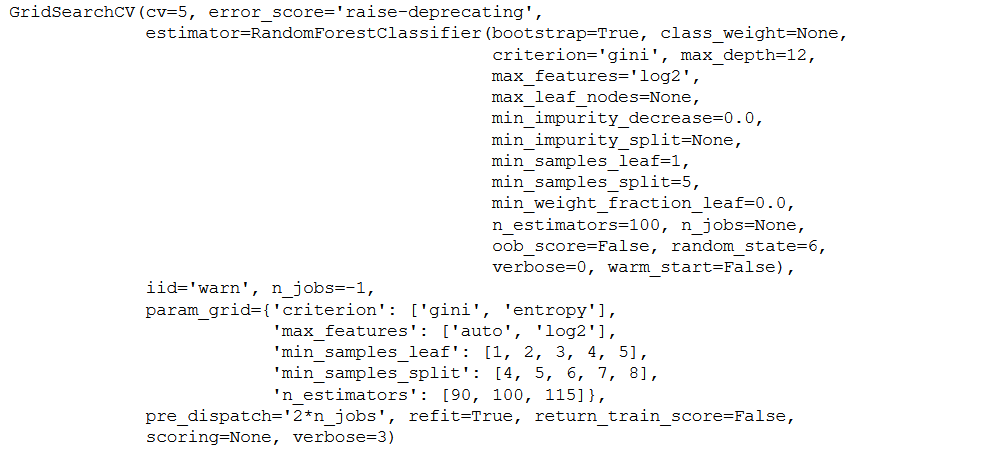 GridSearchCV(cv=5, error_score='raise-deprecating',
             estimator=RandomForestClassifier(bootstrap=True, class_weight=None,
                                              criterion='gini', max_depth=12,
                                              max_features='log2',
                                              max_leaf_nodes=None,
                                              min_impurity_decrease=0.0,
                                              min_impurity_split=None,
                                              min_samples_leaf=1,
                                              min_samples_split=5,
                                              min_weight_fraction_leaf=0.0,
                                              n_estimators=100, n_jobs=None,
                                              oob_score=False, random_state=6,
                                              verbose=0, warm_start=False),
             iid='warn', n_jobs=-1,
             param_grid={'criterion': ['gini', 'entropy'],
                         'max_features': ['auto', 'log2'],
                         'min_samples_leaf': [1, 2, 3, 4, 5],
                         'min_samples_split': [4, 5, 6, 7, 8],
                         'n_estimators': [90, 100, 115]},
             pre_dispatch='2*n_jobs', refit=True, return_train_score=False,
             scoring=None, verbose=3)